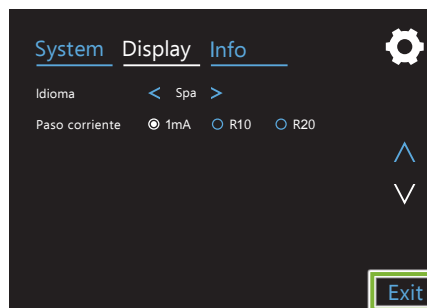 System Display Info
Idioma < Spa >
Paso corriente 1mA R10 R20
Exit